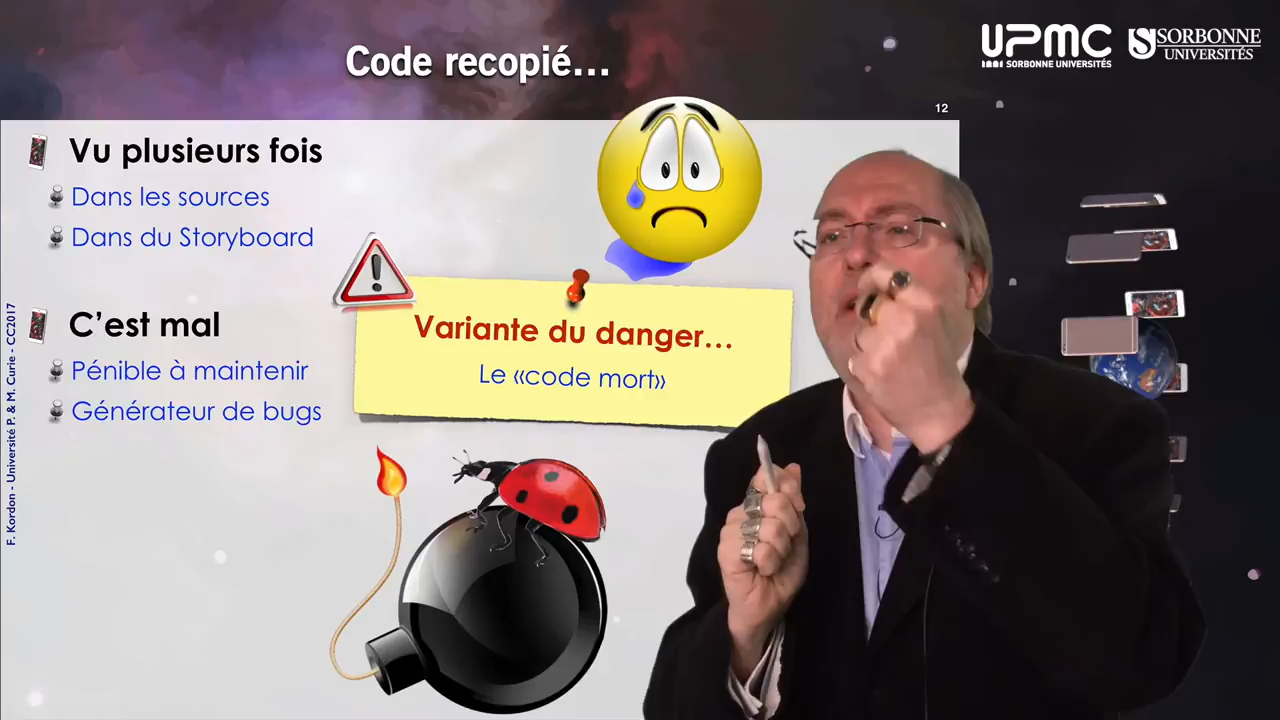 Code recopié...
UPMC
SORBONNE UNIVERSITÉS
SORBONNE
UNIVERSITÉS
12
Vu plusieurs fois
Dans les sources
Dans du Storyboard
C'est mal
Pénible à maintenir
Générateur de bugs
Variante du danger...
Le «code mort»
F. Kordon - Université P. & M. Curie - CC2017